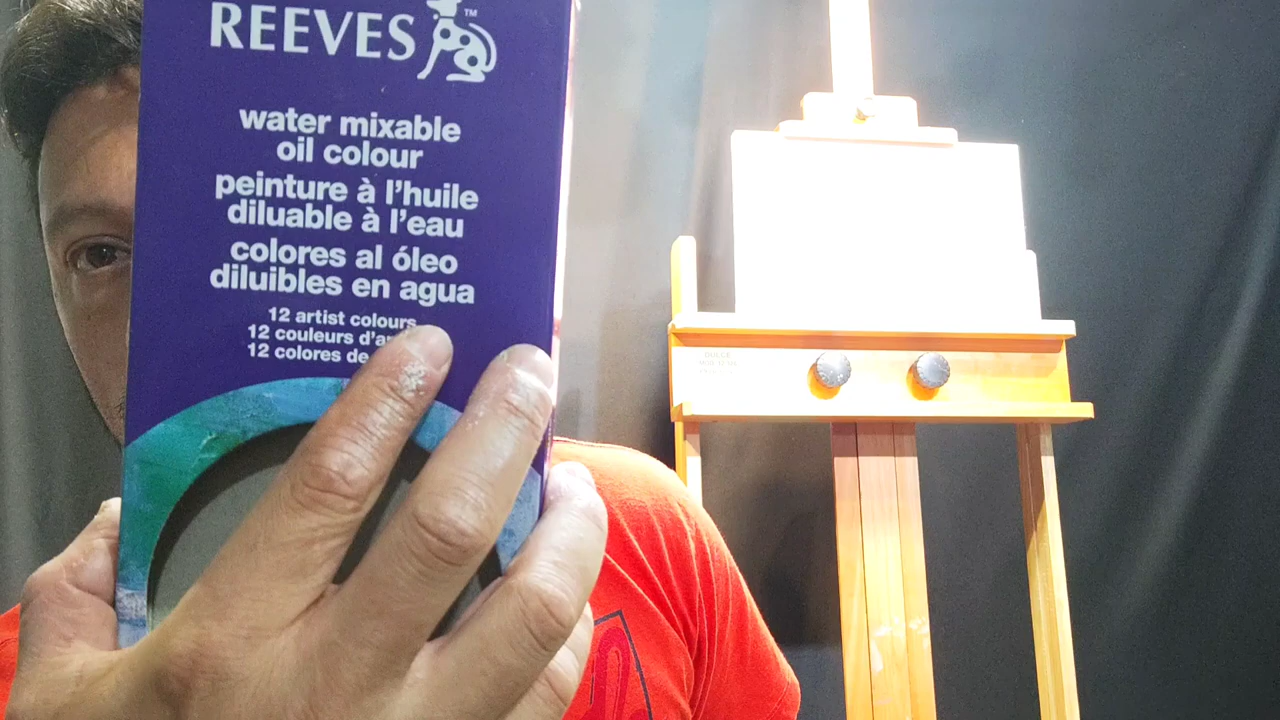 REEVES™
water mixable
oil colour
peinture à l'huile
diluable à l'eau
colores al óleo
diluibles en agua
12 artist colours
12 couleurs
12 colores de